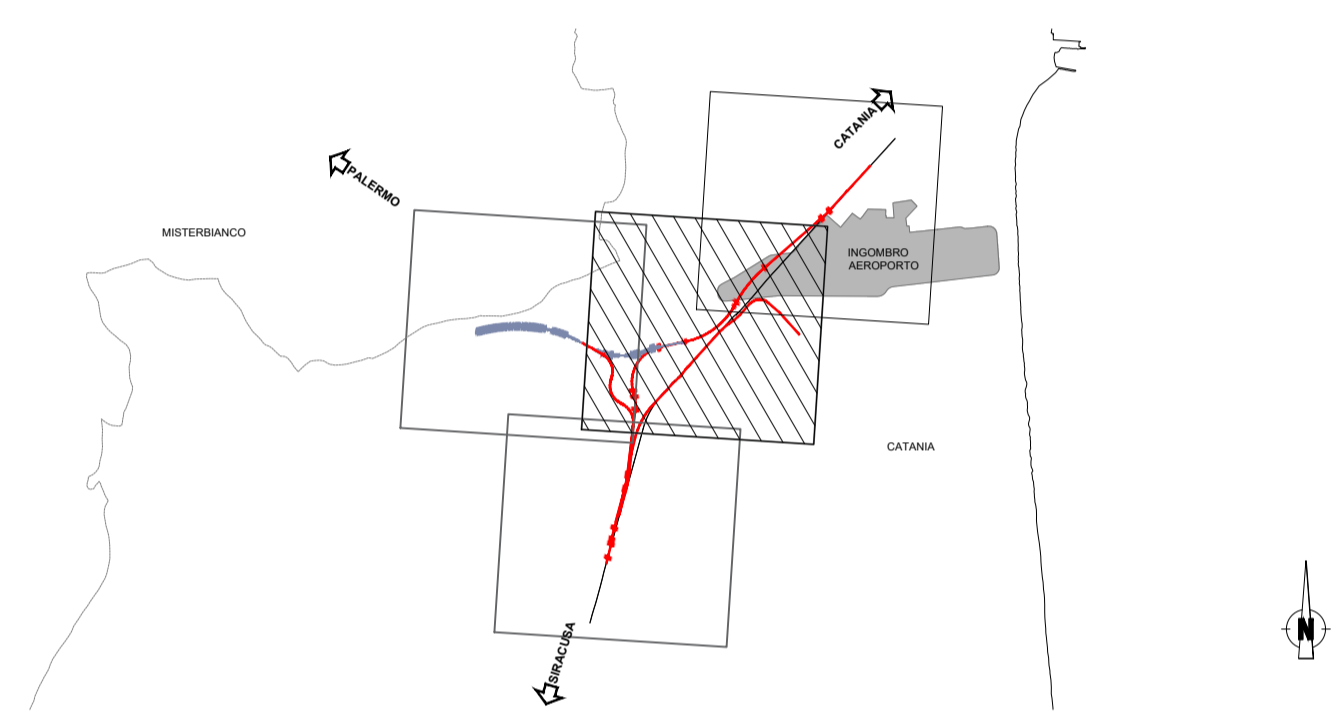 CATANIA
PALERMO
MISTERBIANCO
INGOMBRO
AEROPORTO
CATANIA
SIRACUSA
N